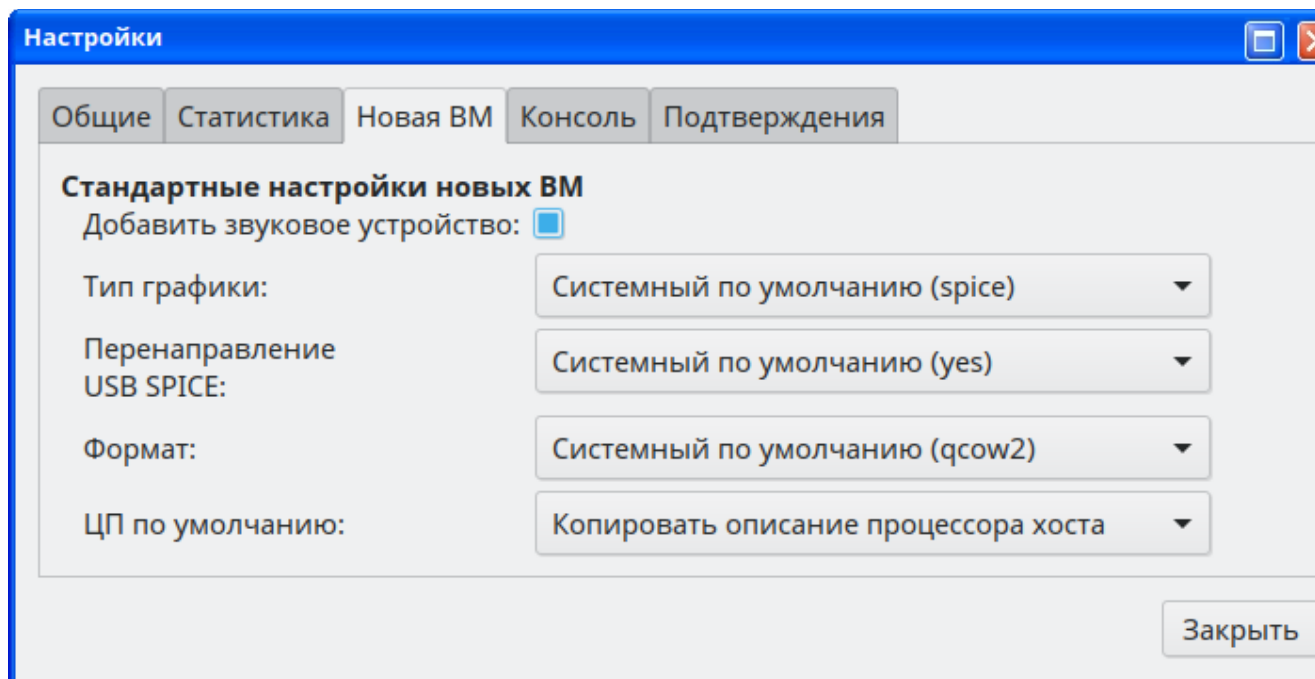 Настройки
Общие Статистика Новая ВМ Консоль Подтверждения
Стандартные настройки новых ВМ
Добавить звуковое устройство:
Тип графики: Системный по умолчанию (spice)
Перенаправление
USB SPICE: Системный по умолчанию (yes)
Формат: Системный по умолчанию (qcow2)
ЦП по умолчанию: Копировать описание процессора хоста
Закрыть